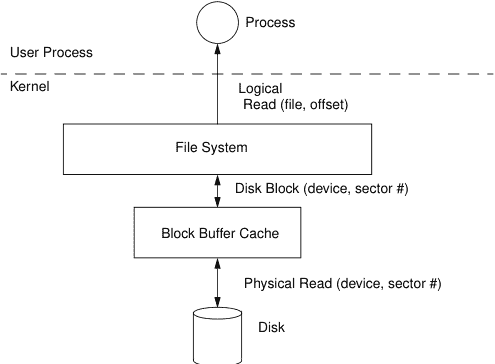 Process
User Process
Kernel
Logical
Read (file, offset)
File System
Disk Block (device, sector #)
Block Buffer Cache
Physical Read (device, sector #)
Disk